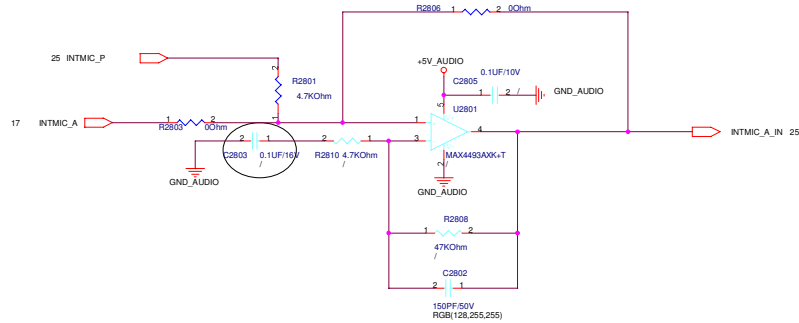 R2806 1 2 0Ohm
25 INTMIC_P
+5V_AUDIO
C2805 0.1UF/10V
1 2 /
GND_AUDIO
2
R2801
4.7KOhm
1
5
U2801
17 INTMIC_A
1 2
R2803 0Ohm
1
4
INTMIC_A_IN 25
2 1
C2803 0.1UF/16V
/
2 1
R2810 4.7KOhm
/
3
MAX4493AXK+T
/
2
GND_AUDIO
GND_AUDIO
R2808
1 2
47KOhm
/
C2802
2 1
150PF/50V
RGB(128,255,255)